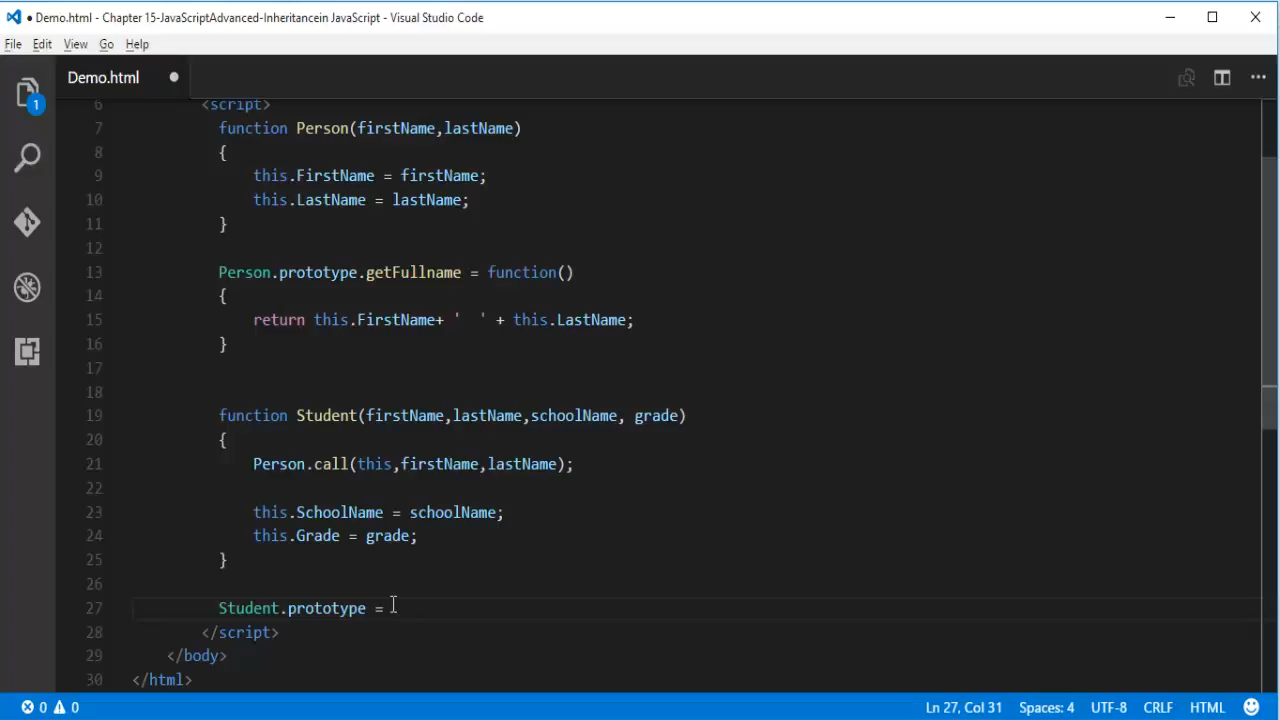 ● Demo.html - Chapter 15-JavaScriptAdvanced-Inheritancein JavaScript - Visual Studio Code
File Edit View Go Help
Demo.html ●
1
6 <script>
7 function Person(firstName,lastName)
8 {
9 this.FirstName = firstName;
10 this.LastName = lastName;
11 }
12
13 Person.prototype.getFullname = function()
14 {
15 return this.FirstName+ '  ' + this.LastName;
16 }
17
18
19 function Student(firstName,lastName,schoolName, grade)
20 {
21 Person.call(this,firstName,lastName);
22
23 this.SchoolName = schoolName;
24 this.Grade = grade;
25 }
26
27 Student.prototype =
28 </script>
29 </body>
30 </html>
0 0 Ln 27, Col 31 Spaces: 4 UTF-8 CRLF HTML